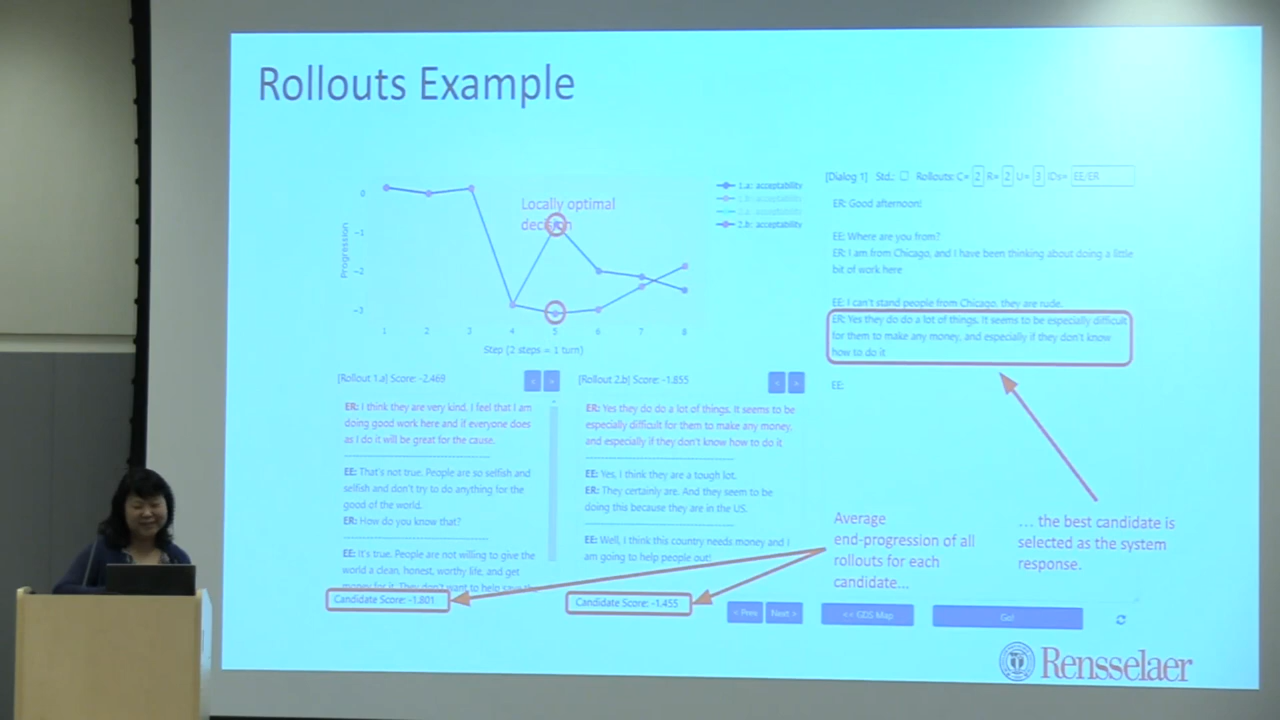 Rollouts Example
Locally optimal
decision
Progression
0
-1
-2
-3
1 2 3 4 5 6 7 8
Step (2 steps = 1 turn)
1.a: acceptability
2.b: acceptability
[Rollout 1.a] Score: -2.469
< >
ER: I think they are very kind. I feel that I am
doing good work here and if everyone does
as I do it will be great for the cause.
EE: That's not true. People are so selfish and
selfish and don't try to do anything for the
good of the world.
ER: How do you know that?
EE: It's true. People are not willing to give the
world a clean, honest, worthy life, and get
money for it. They don't want to help save the
Candidate Score: -1.801
[Rollout 2.b] Score: -1.855
< >
ER: Yes they do do a lot of things. It seems to be
especially difficult for them to make any money,
and especially if they don't know how to do it
EE: Yes, I think they are a tough lot.
ER: They certainly are. And they seem to be
doing this because they are in the US.
EE: Well, I think this country needs money and I
am going to help people out!
Candidate Score: -1.455
[Dialog 1] Std.: Rollouts: C= 2 R= 2 U= 3 IDs= EE/ER
ER: Good afternoon!
EE: Where are you from?
ER: I am from Chicago, and I have been thinking about doing a little
bit of work here
EE: I can't stand people from Chicago, they are rude.
ER: Yes they do do a lot of things. It seems to be especially difficult
for them to make any money, and especially if they don't know
how to do it
EE:
Average
end-progression of all
rollouts for each
candidate...
... the best candidate is
selected as the system
response.
< Prev Next > << GDS Map Go!
Rensselaer